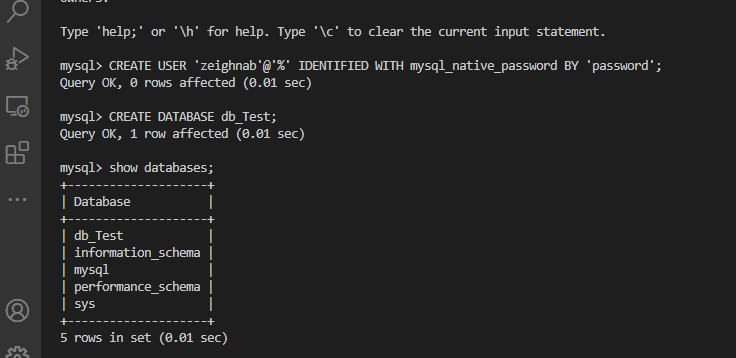 owners.
Type 'help;' or '\h' for help. Type '\c' to clear the current input statement.
mysql> CREATE USER 'zeighnab'@'%' IDENTIFIED WITH mysql_native_password BY 'password';
Query OK, 0 rows affected (0.01 sec)
mysql> CREATE DATABASE db_Test;
Query OK, 1 row affected (0.01 sec)
mysql> show databases;
+--------------------+
| Database           |
+--------------------+
| db_Test            |
| information_schema |
| mysql              |
| performance_schema |
| sys                |
+--------------------+
5 rows in set (0.01 sec)